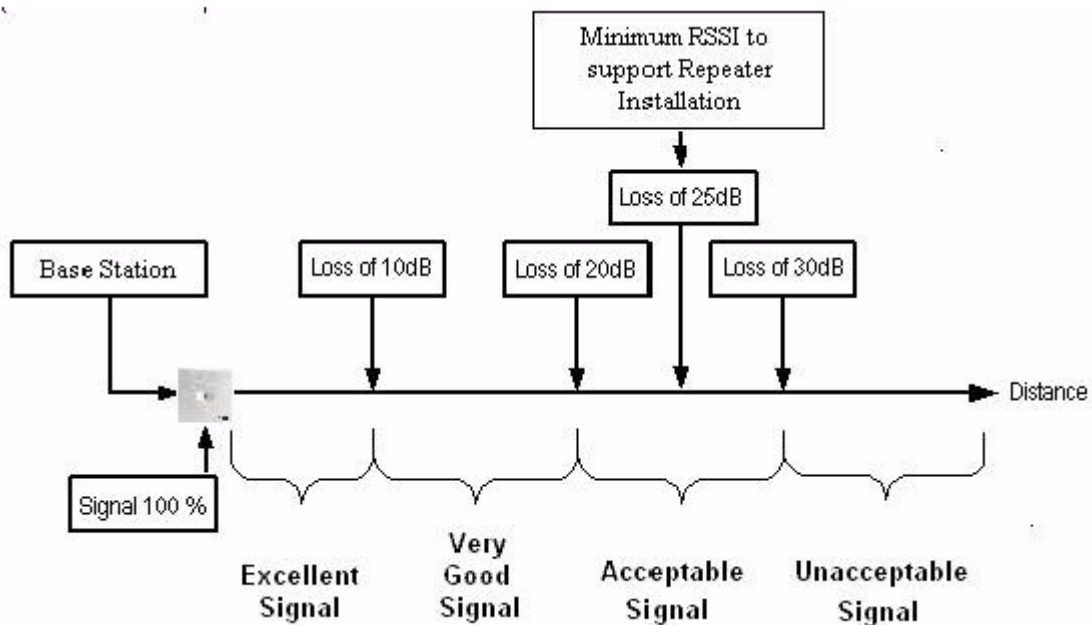 Minimum RSSI to
support Repeater
Installation
Loss of 25dB
Base Station
Loss of 10dB
Loss of 20dB
Loss of 30dB
Distance
Signal 100 %
Excellent
Signal
Very
Good
Signal
Acceptable
Signal
Unacceptable
Signal